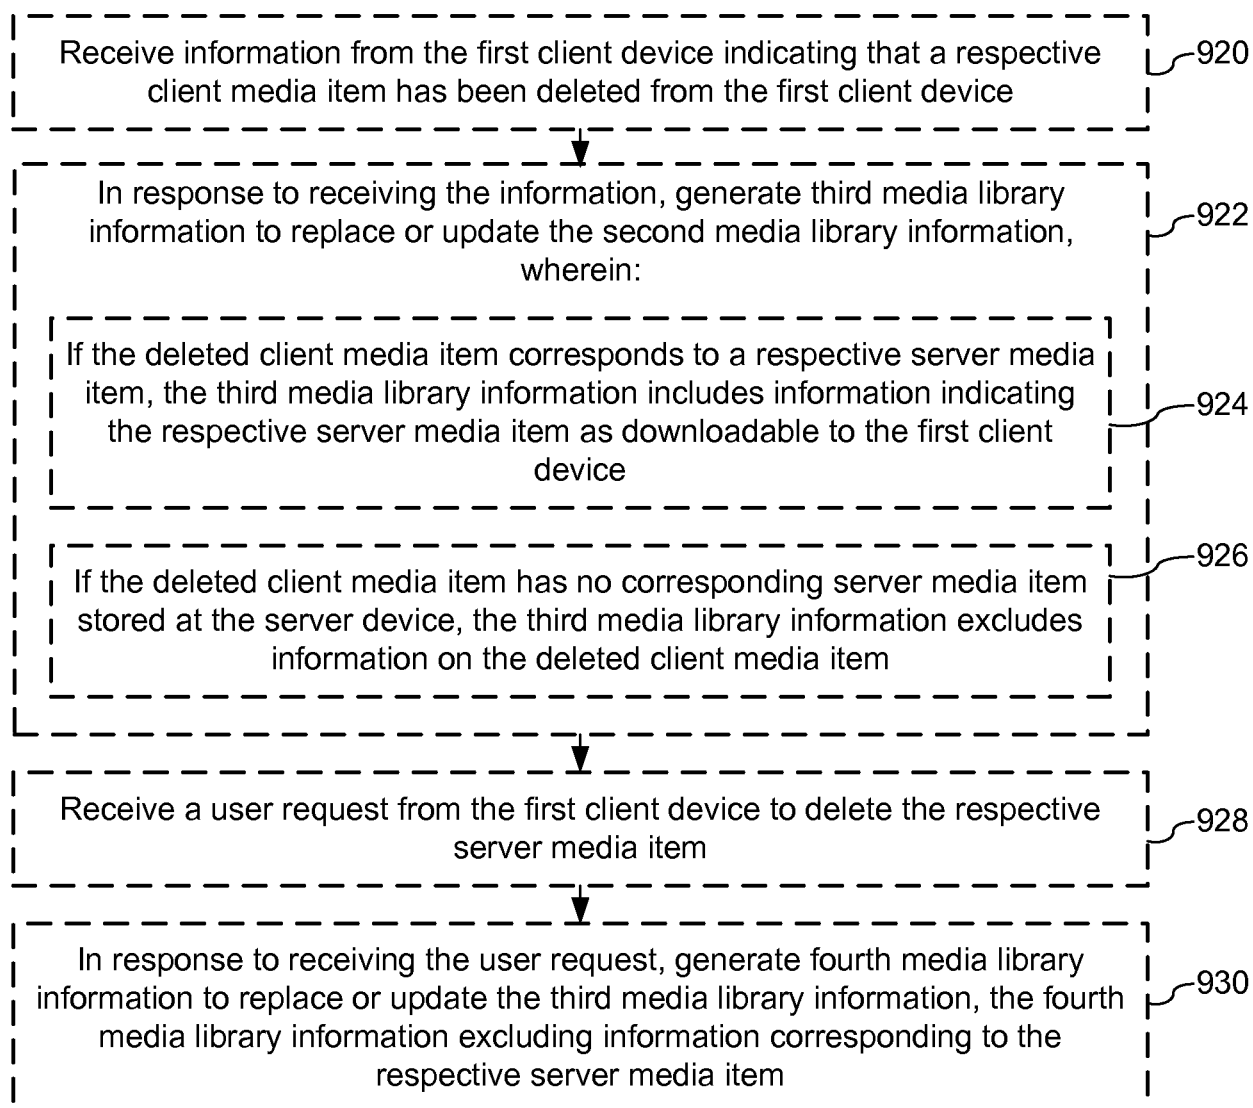 Receive information from the first client device indicating that a respective
client media item has been deleted from the first client device
920
In response to receiving the information, generate third media library
information to replace or update the second media library information,
wherein:
922
If the deleted client media item corresponds to a respective server media
item, the third media library information includes information indicating
the respective server media item as downloadable to the first client
device
924
If the deleted client media item has no corresponding server media item
stored at the server device, the third media library information excludes
information on the deleted client media item
926
Receive a user request from the first client device to delete the respective
server media item
928
In response to receiving the user request, generate fourth media library
information to replace or update the third media library information, the fourth
media library information excluding information corresponding to the
respective server media item
930